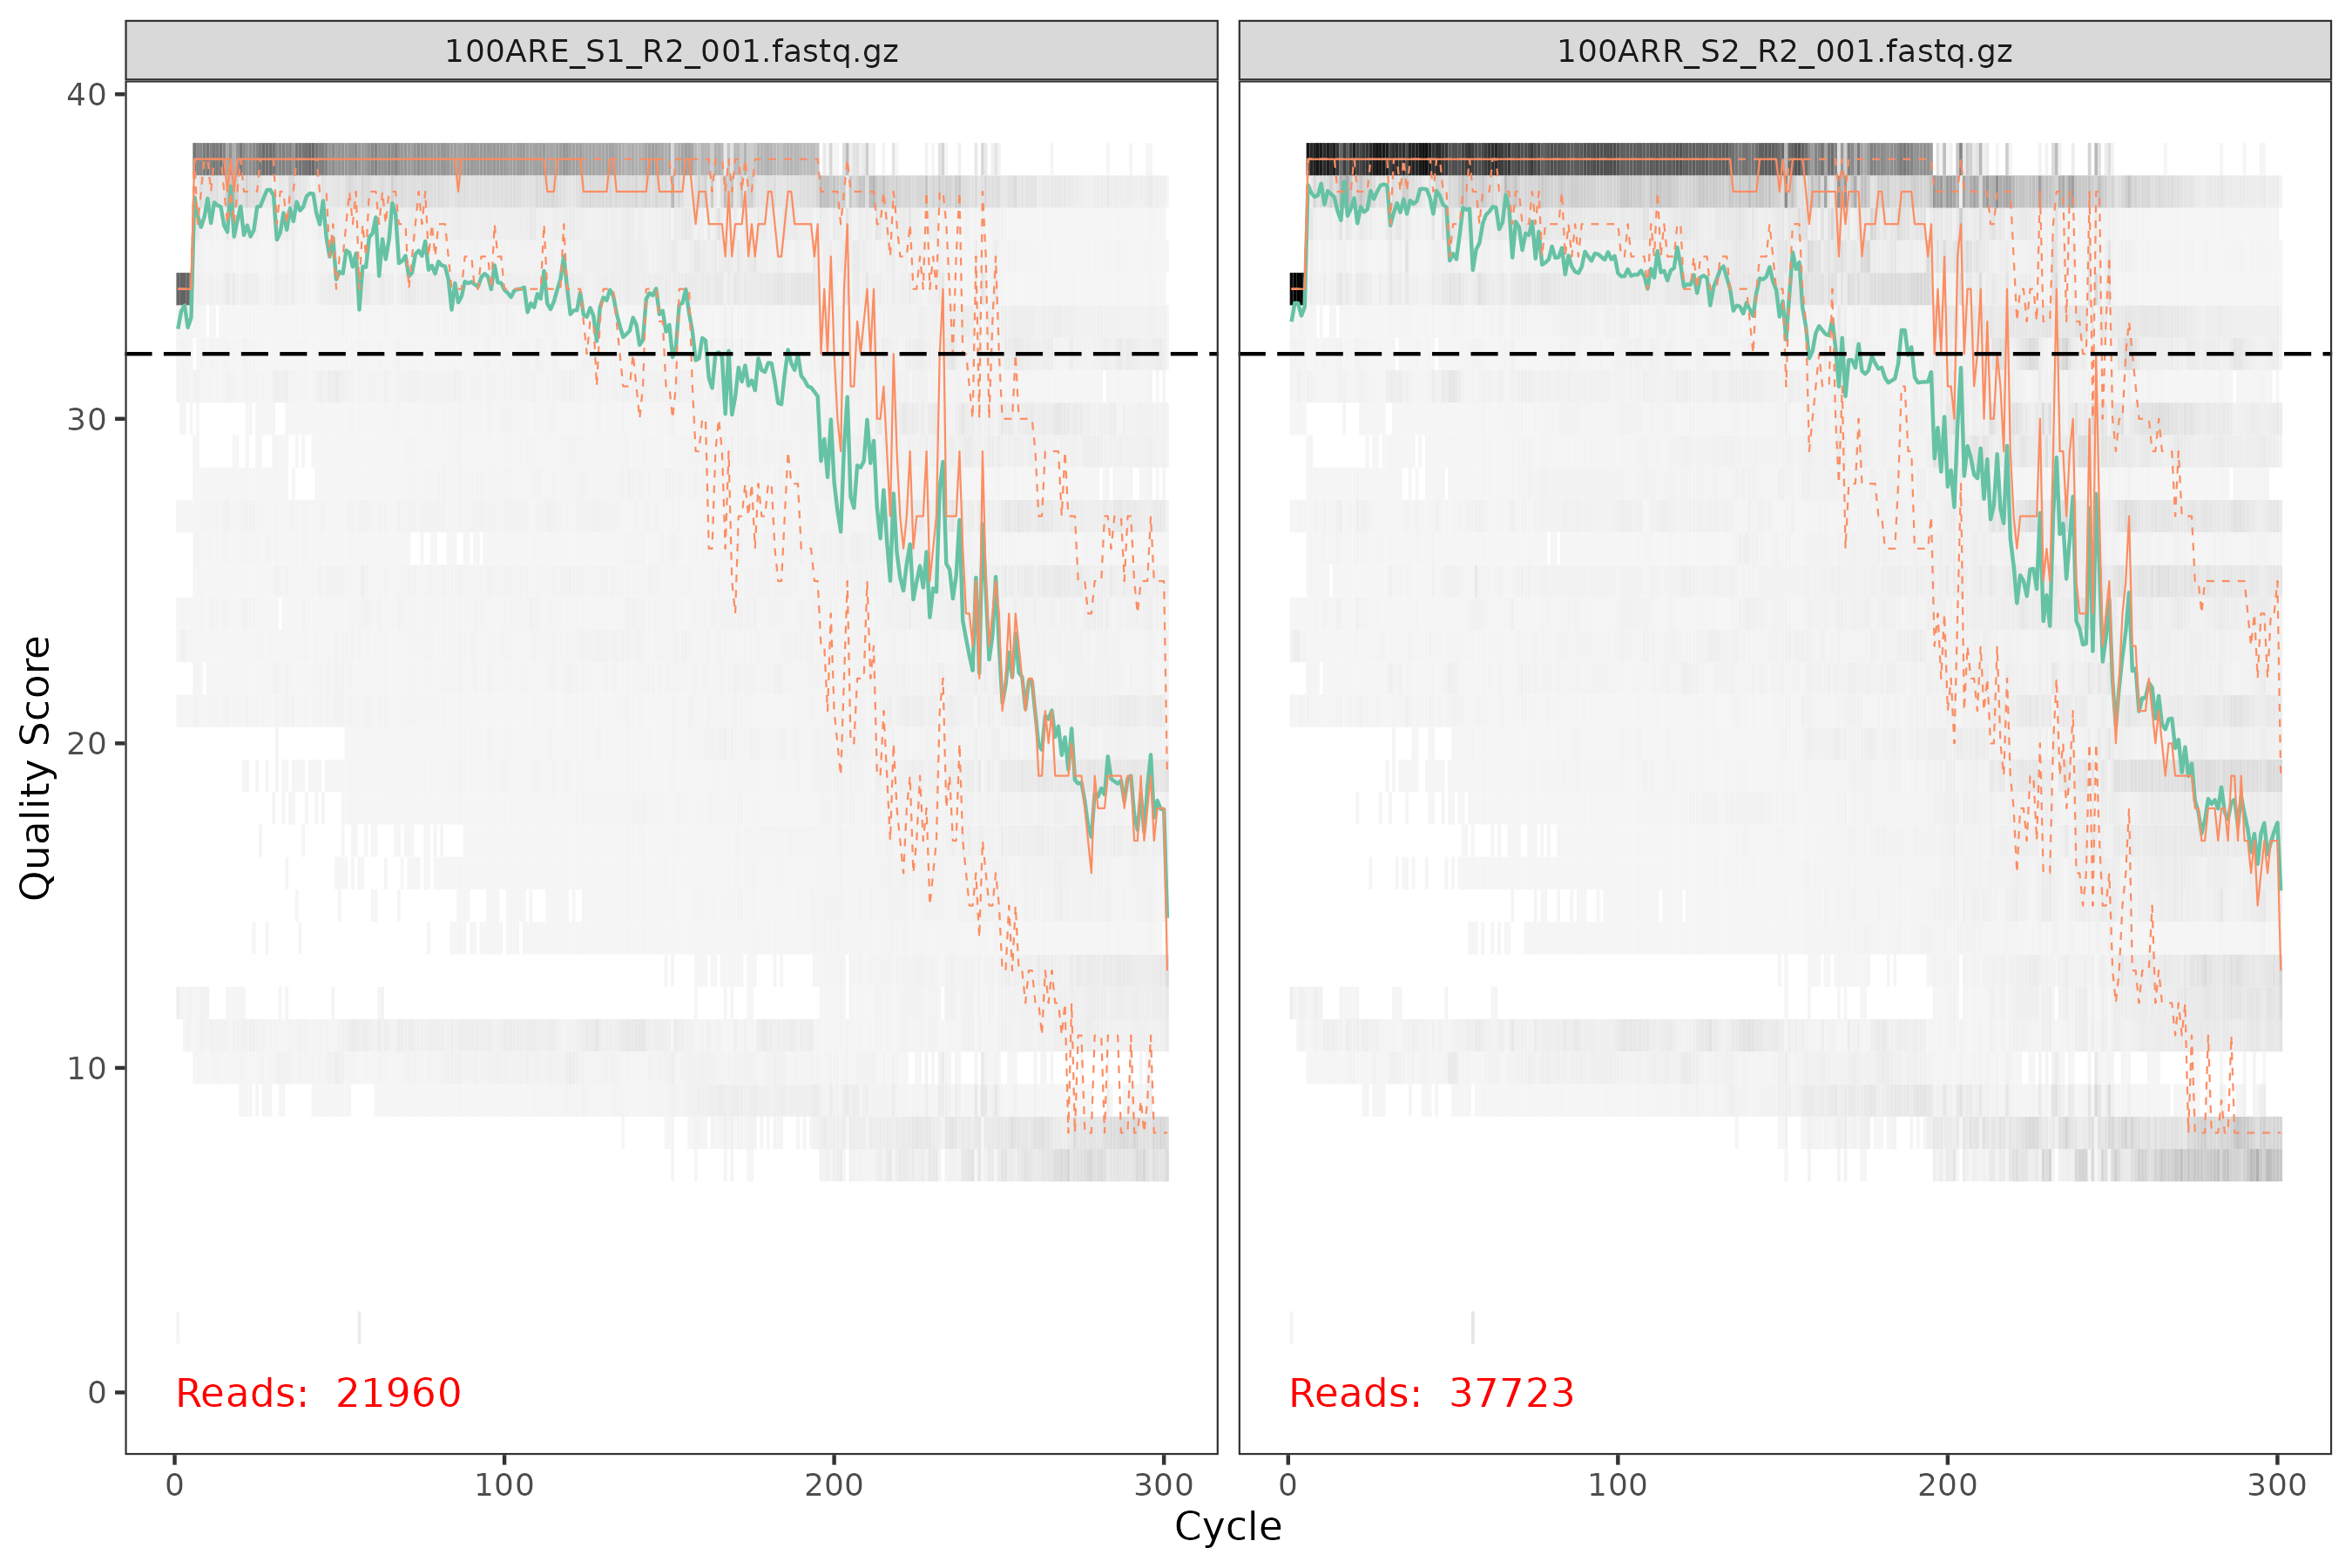 100ARE_S1_R2_001.fastq.gz
100ARR_S2_R2_001.fastq.gz
40
30
20
10
0
Quality Score
Reads: 21960
Reads: 37723
0 100 200 300
0 100 200 300
Cycle